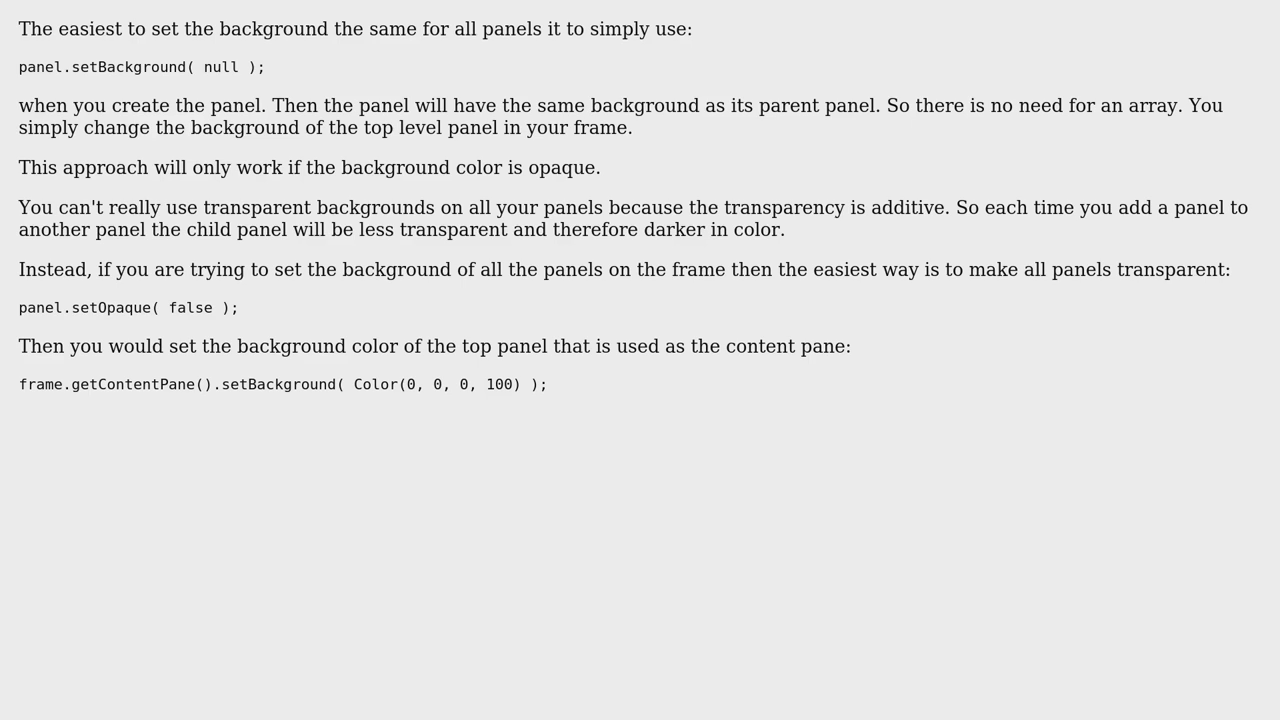 The easiest to set the background the same for all panels it to simply use:
panel.setBackground( null );
when you create the panel. Then the panel will have the same background as its parent panel. So there is no need for an array. You
simply change the background of the top level panel in your frame.
This approach will only work if the background color is opaque.
You can't really use transparent backgrounds on all your panels because the transparency is additive. So each time you add a panel to
another panel the child panel will be less transparent and therefore darker in color.
Instead, if you are trying to set the background of all the panels on the frame then the easiest way is to make all panels transparent:
panel.setOpaque( false );
Then you would set the background color of the top panel that is used as the content pane:
frame.getContentPane().setBackground( Color(0, 0, 0, 100) );